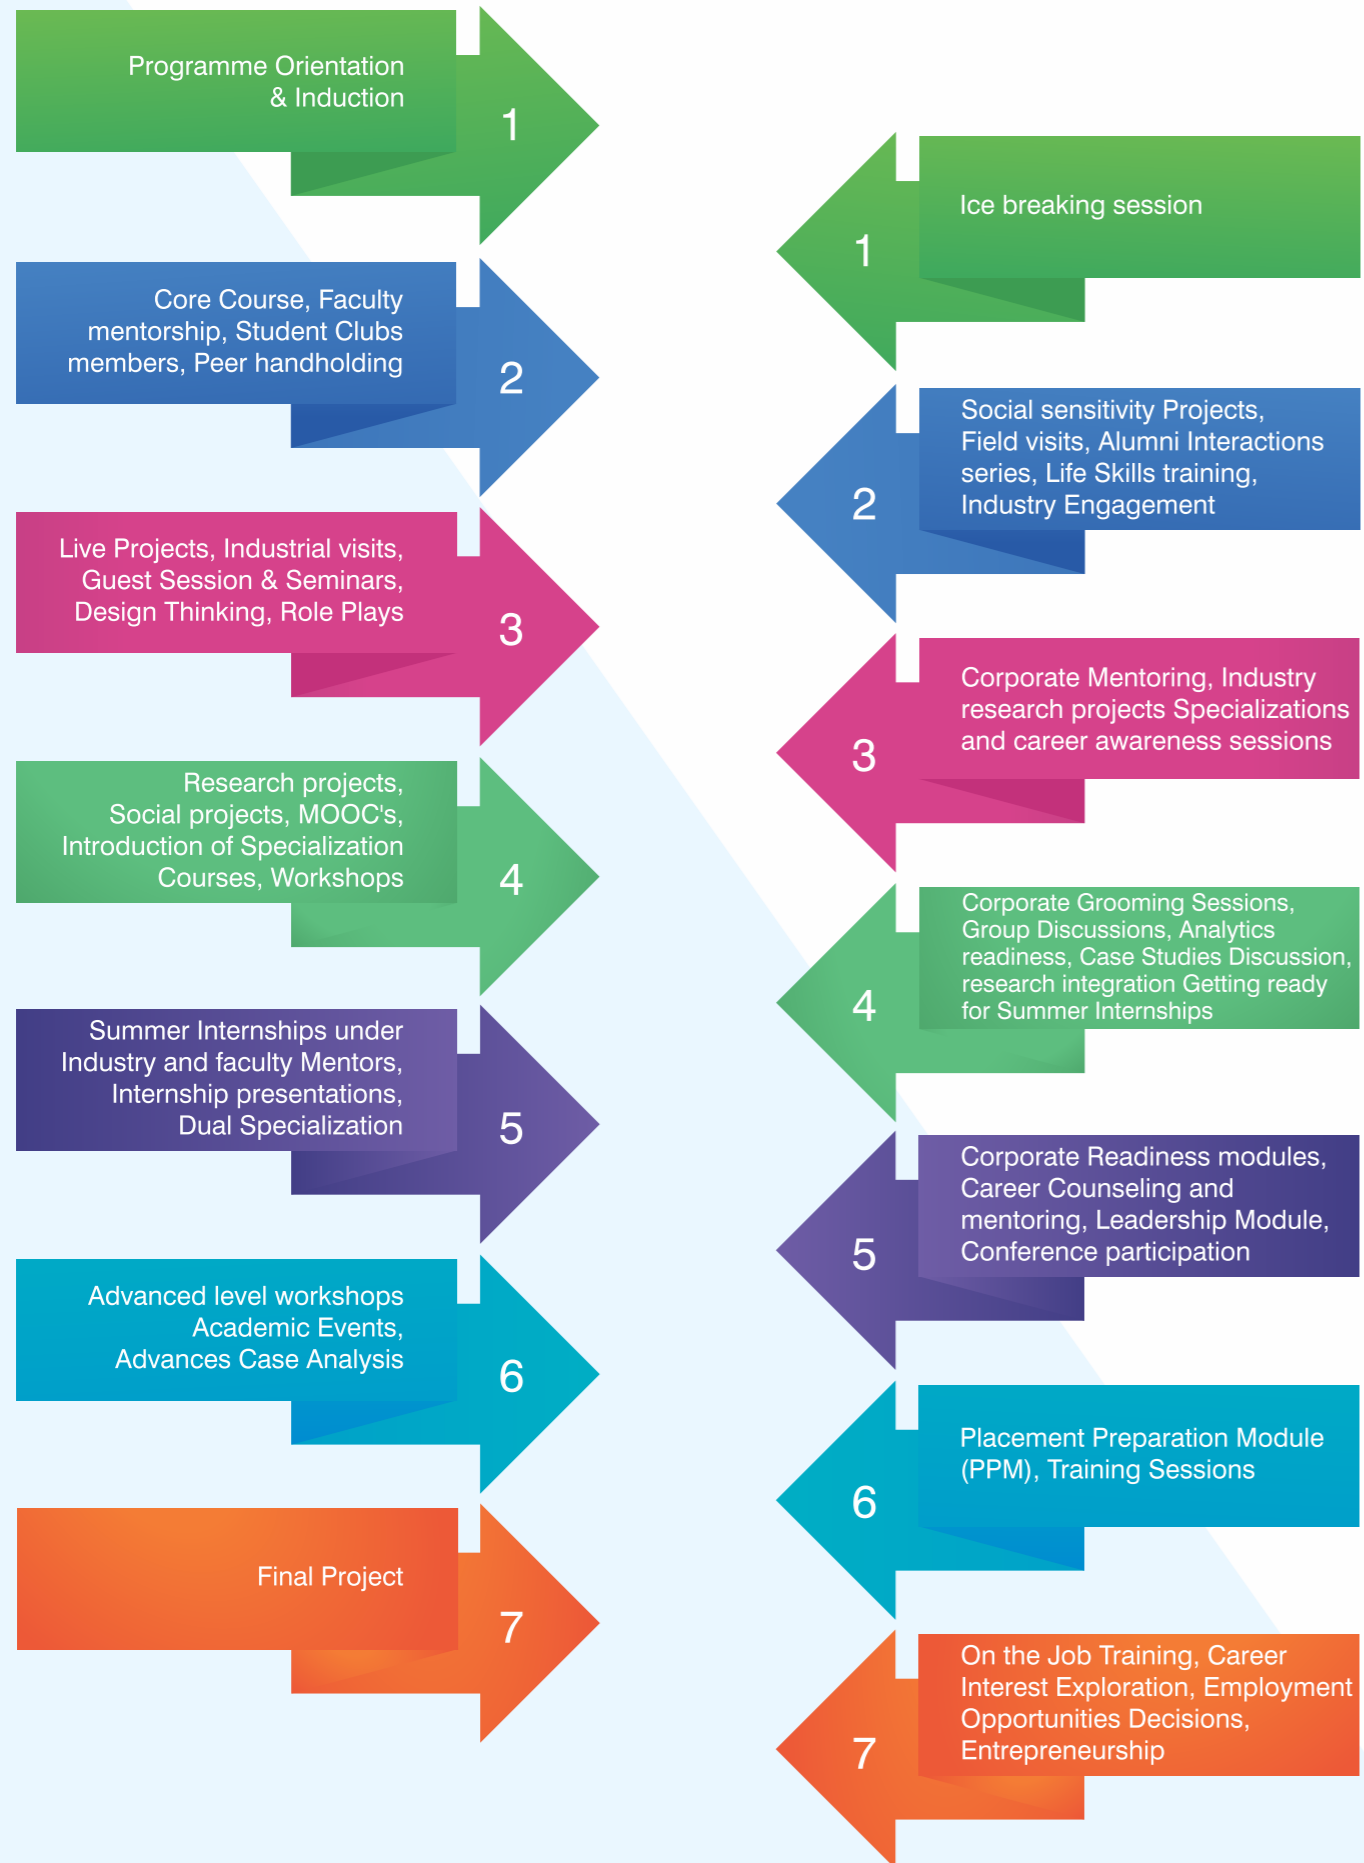 Programme Orientation
& Induction
1
Ice breaking session
1
Core Course, Faculty
mentorship, Student Clubs
members, Peer handholding
2
Social sensitivity Projects,
Field visits, Alumni Interactions
series, Life Skills training,
Industry Engagement
2
Live Projects, Industrial visits,
Guest Session & Seminars,
Design Thinking, Role Plays
3
Corporate Mentoring, Industry
research projects Specializations
and career awareness sessions
3
Research projects,
Social projects, MOOC's,
Introduction of Specialization
Courses, Workshops
4
Corporate Grooming Sessions,
Group Discussions, Analytics
readiness, Case Studies Discussion,
research integration Getting ready
for Summer Internships
4
Summer Internships under
Industry and faculty Mentors,
Internship presentations,
Dual Specialization
5
Corporate Readiness modules,
Career Counseling and
mentoring, Leadership Module,
Conference participation
5
Advanced level workshops
Academic Events,
Advances Case Analysis
6
Placement Preparation Module
(PPM), Training Sessions
6
Final Project
7
On the Job Training, Career
Interest Exploration, Employment
Opportunities Decisions,
Entrepreneurship
7